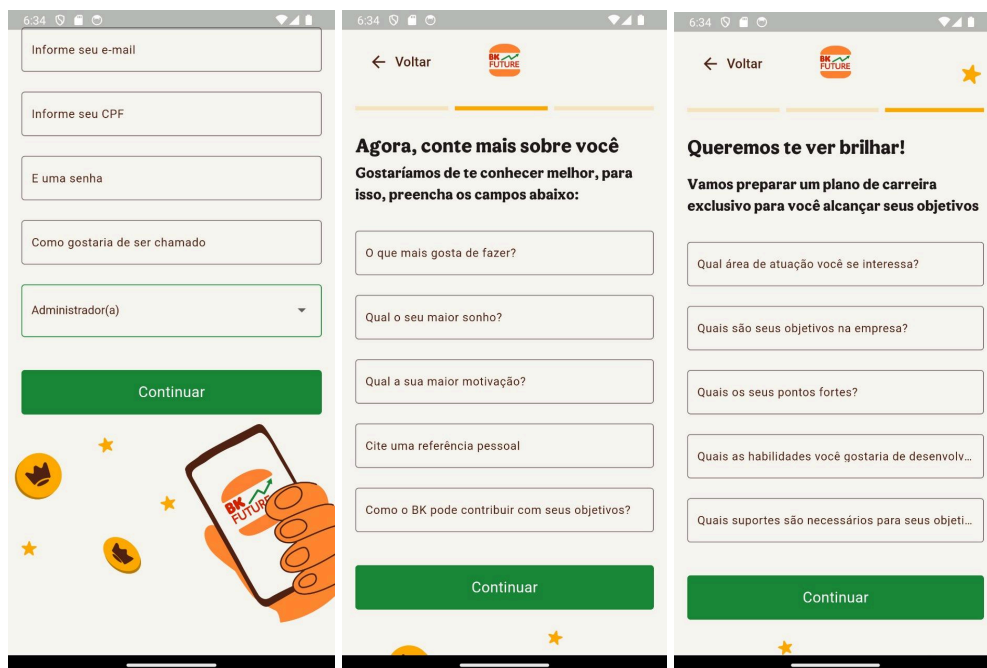 6:34
Informe seu e-mail
Informe seu CPF
E uma senha
Como gostaria de ser chamado
Administrador(a)
Continuar
BK
FUTURE
6:34
Voltar
BK
FUTURE
Agora, conte mais sobre você
Gostaríamos de te conhecer melhor, para
isso, preencha os campos abaixo:
O que mais gosta de fazer?
Qual o seu maior sonho?
Qual a sua maior motivação?
Cite uma referência pessoal
Como o BK pode contribuir com seus objetivos?
Continuar
6:34
Voltar
BK
FUTURE
Queremos te ver brilhar!
Vamos preparar um plano de carreira
exclusivo para você alcançar seus objetivos
Qual área de atuação você se interessa?
Quais são seus objetivos na empresa?
Quais os seus pontos fortes?
Quais as habilidades você gostaria de desenvolv...
Quais suportes são necessários para seus objeti...
Continuar